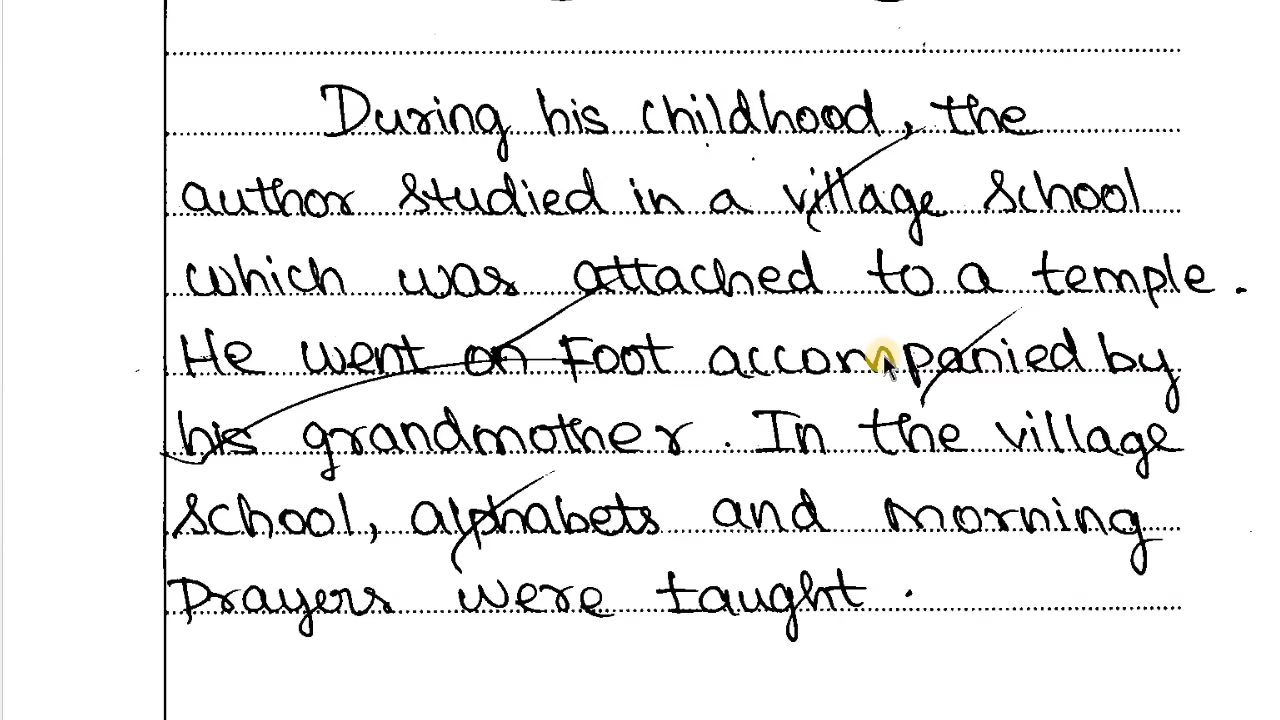 During his childhood, the
author studied in a village school
which was attached to a temple.
He went on Foot accompanied by
his grandmother. In the village
school, alphabets and morning
Prayers were taught.